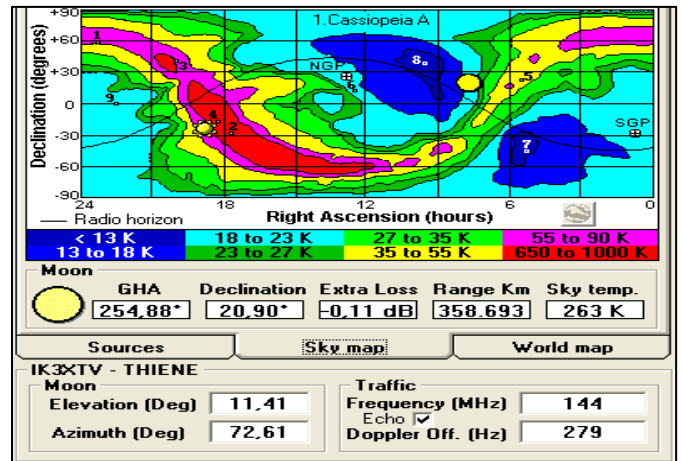 +90
1.Cassiopeia A
+60
+30
0
-30
-60
-90
Declination (degrees)
1
3
NGP
6
8
5
9
4
2
7
SGP
24
18
12
6
0
Radio horizon
Right Ascension (hours)
< 13 K
18 to 23 K
27 to 35 K
55 to 90 K
13 to 18 K
23 to 27 K
35 to 55 K
650 to 1000 K
Moon
GHA
Declination
Extra Loss
Range Km
Sky temp.
254,88°
20,90°
-0,11 dB
358.693
263 K
Sources
Sky map
World map
IK3XTV - THIENE
Moon
Traffic
Elevation (Deg)
11,41
Frequency (MHz)
144
Echo
Azimuth (Deg)
72,61
Doppler Off. (Hz)
279